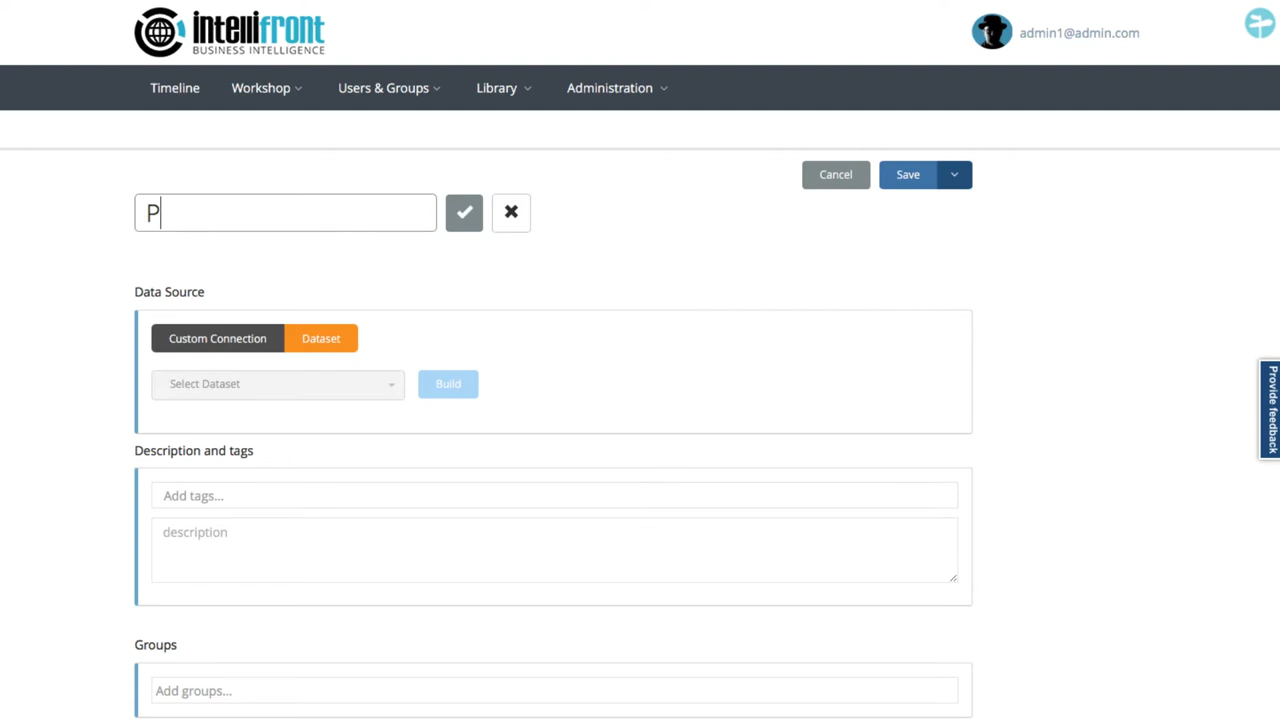 intellifront
BUSINESS INTELLIGENCE
admin1@admin.com
Timeline Workshop Users & Groups Library Administration
Cancel Save
P
Data Source
Custom Connection Dataset
Select Dataset Build
Provide feedback
Description and tags
Add tags...
description
Groups
Add groups...